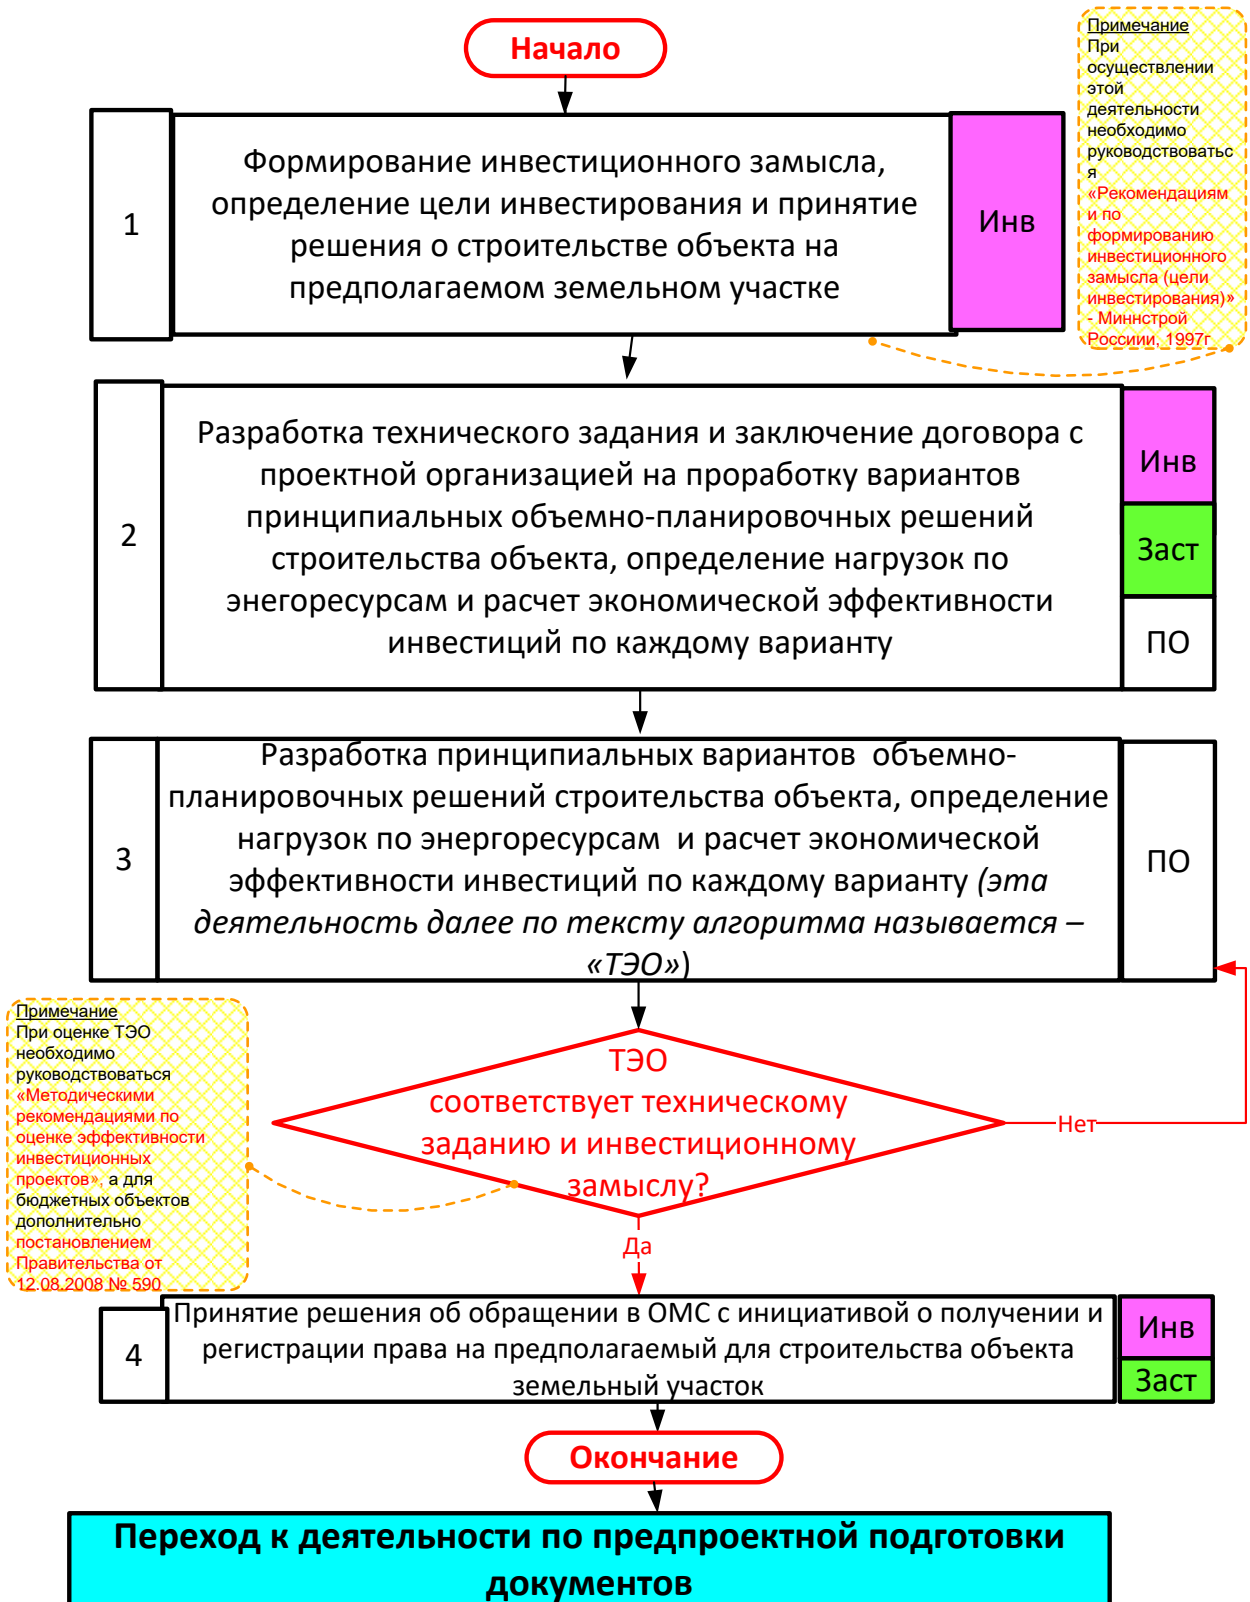 Начало
Примечание
При
осуществлении
этой
деятельности
необходимо
руководствоватьс
я
«Рекомендациям
и по
формированию
инвестиционного
замысла (цели
инвестирования)»
- Миннстрой
Россиии, 1997г
1
Формирование инвестиционного замысла,
определение цели инвестирования и принятие
решения о строительстве объекта на
предполагаемом земельном участке
Инв
2
Разработка технического задания и заключение договора с
проектной организацией на проработку вариантов
принципиальных объемно-планировочных решений
строительства объекта, определение нагрузок по
энегоресурсам и расчет экономической эффективности
инвестиций по каждому варианту
Инв
Заст
ПО
3
Разработка принципиальных вариантов  объемно-
планировочных решений строительства объекта, определение
нагрузок по энергоресурсам  и расчет экономической
эффективности инвестиций по каждому варианту (эта
деятельность далее по тексту алгоритма называется –
«ТЭО»)
ПО
Примечание
При оценке ТЭО
необходимо
руководствоваться
«Методическими
рекомендациями по
оценке эффективности
инвестиционных
проектов», а для
бюджетных объектов
дополнительно
постановлением
Правительства от
12.08.2008 № 590
ТЭО
соответствует техническому
заданию и инвестиционному
замыслу?
Нет
Да
4
Принятие решения об обращении в ОМС с инициативой о получении и
регистрации права на предполагаемый для строительства объекта
земельный участок
Инв
Заст
Окончание
Переход к деятельности по предпроектной подготовки
документов